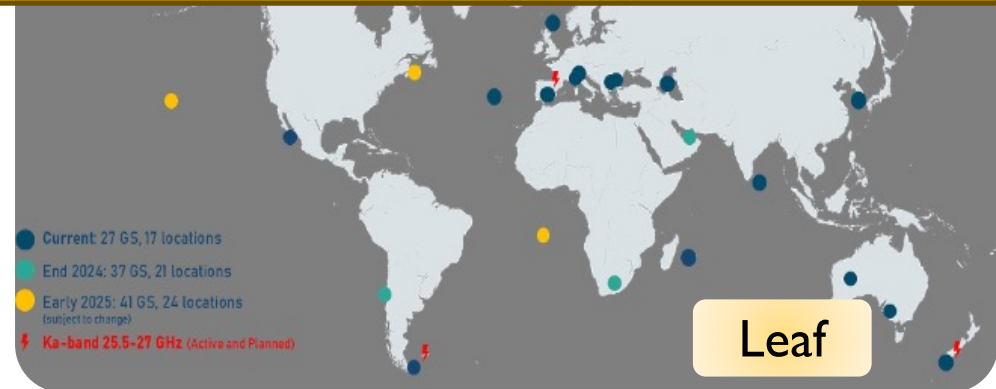 Current: 27 GS, 17 locations
End 2024: 37 GS, 21 locations
Early 2025: 41 GS, 24 locations
(subject to change)
Ka-band 25.5-27 GHz (Active and Planned)
Leaf